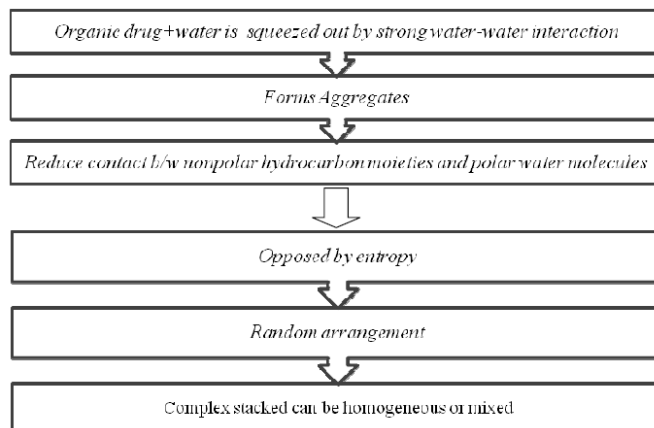 Organic drug+water is squeezed out by strong water-water interaction
Forms Aggregates
Reduce contact b/w nonpolar hydrocarbon moieties and polar water molecules
Opposed by entropy
Random arrangement
Complex stacked can be homogeneous or mixed